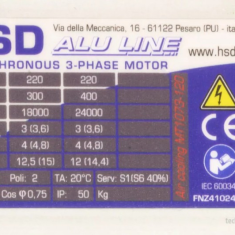 Via della Meccanica, 16 - 61122 Pesaro (PU) - ita
SD ALU LINE
www.hsd
CHRONOUS 3-PHASE MOTOR
220 220
300 400
18000 24000
3 (3,6) 3 (3,6)
4 (4,8) 4 (4,8)
12,5 (15) 12 (14,4)
Poli: 2 TA: 20°C Serv: S1(S6 40%)
Cos φ 0,75 IP: 50 Kg
IEC 60034
FNZ41024